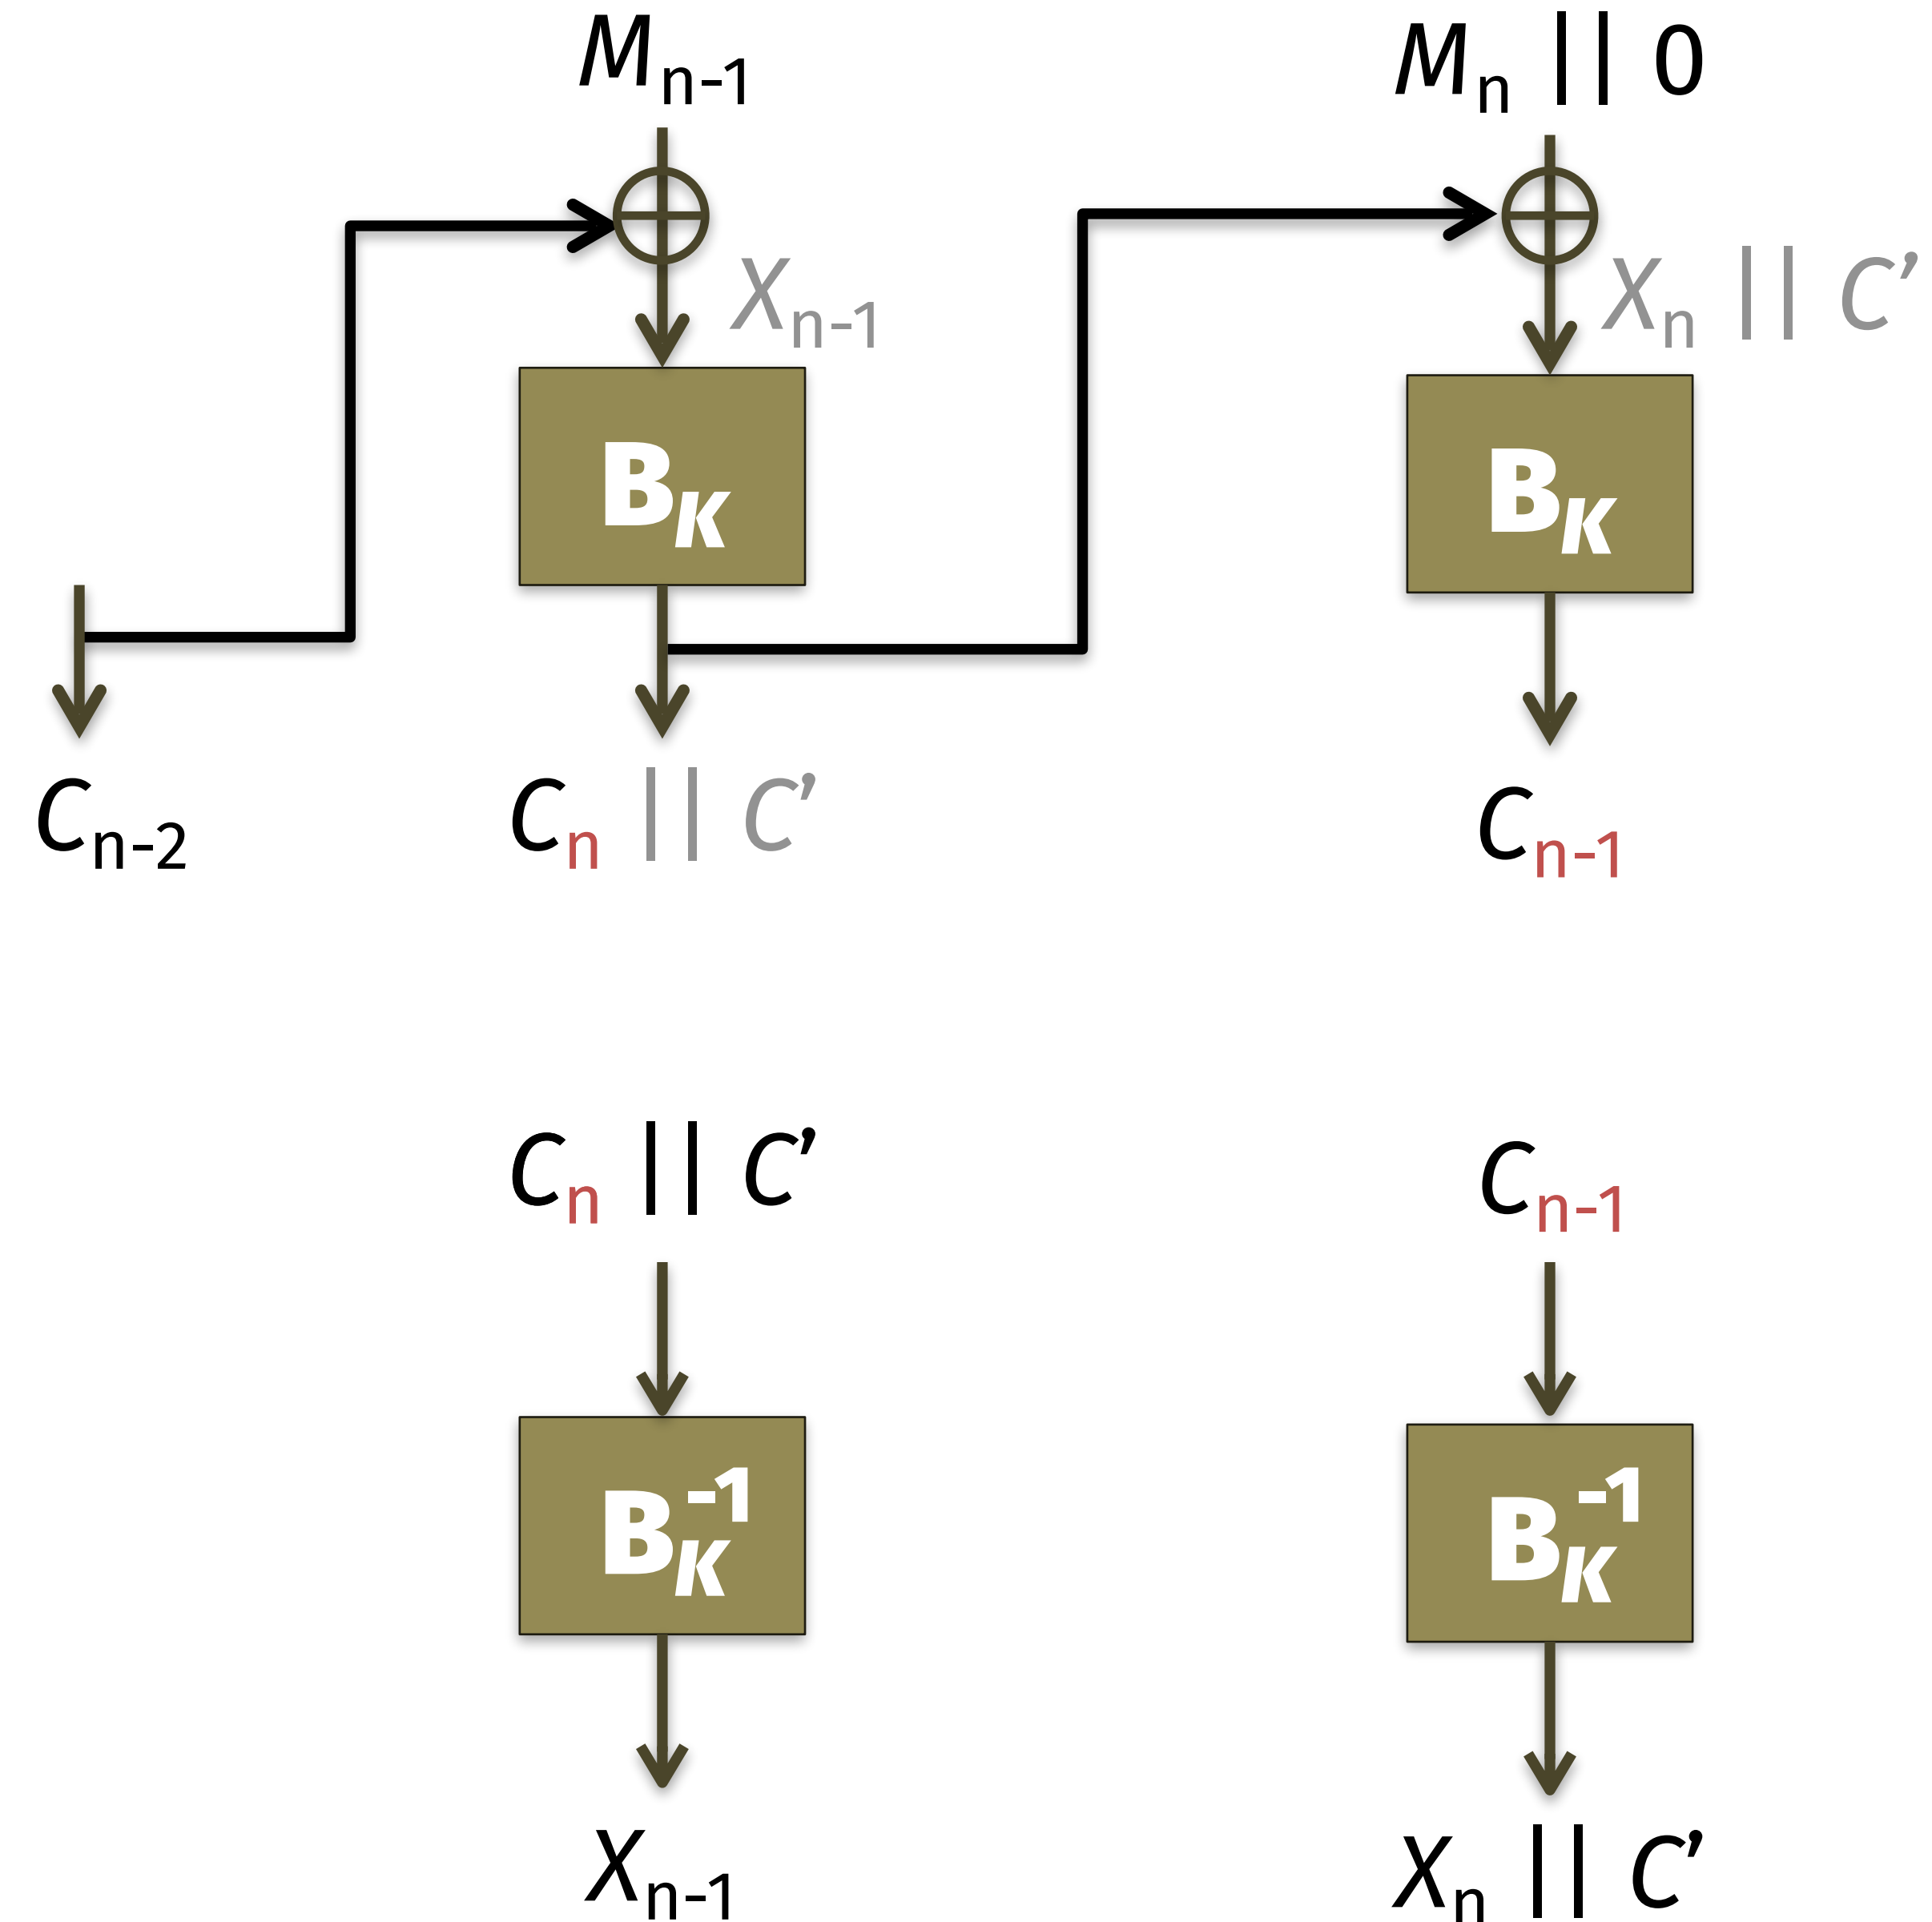 Mn-1 Mn || 0
Xn-1 Xn || C'
BK BK
Cn-2 Cn || C' Cn-1
Cn || C' Cn-1
BK-1 BK-1
Xn-1 Xn || C'